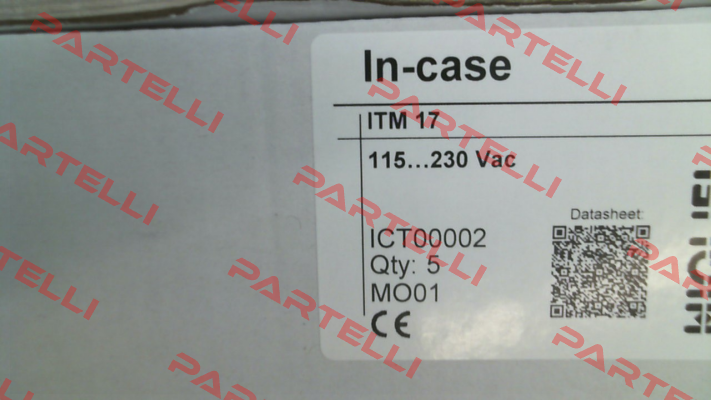 In-case
ITM 17
115...230 Vac
Datasheet:
ICT00002
Qty: 5
MO01
CE
PARTELLI
PARTELLI
PARTELLI
PARTELLI
PARTELLI
PARTELLI
PARTELLI
PARTELLI
PARTELLI